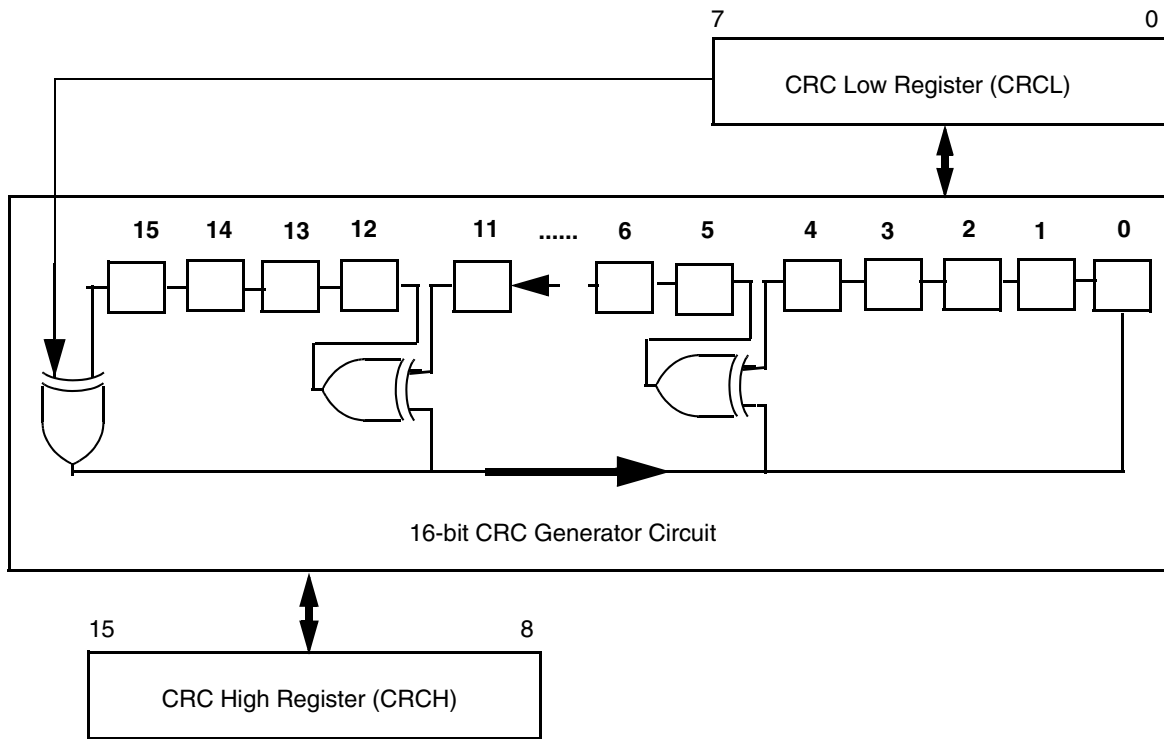 7 0
CRC Low Register (CRCL)
15 14 13 12 11 ...... 6 5 4 3 2 1 0
16-bit CRC Generator Circuit
15 8
CRC High Register (CRCH)